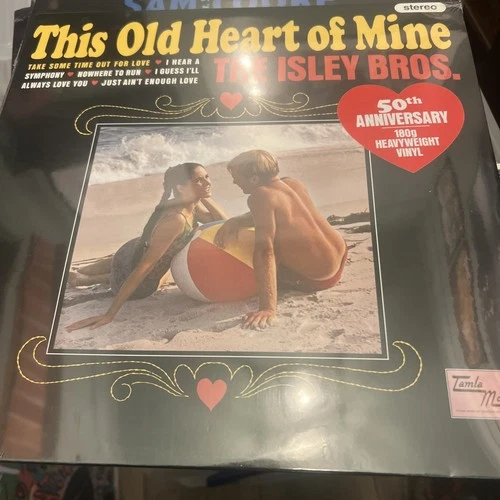 stereo
This Old Heart of Mine
THE ISLEY BROS.
TAKE SOME TIME OUT FOR LOVE ♥ I HEAR A
SYMPHONY ♥ NOWHERE TO RUN ♥ I GUESS I'LL
ALWAYS LOVE YOU ♥ JUST AIN'T ENOUGH LOVE
50th
ANNIVERSARY
180g
HEAVYWEIGHT
VINYL
Tamla